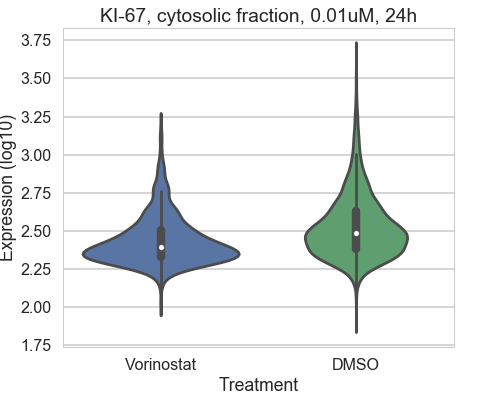 KI-67, cytosolic fraction, 0.01uM, 24h
Expression (log10)
3.75
3.50
3.25
3.00
2.75
2.50
2.25
2.00
1.75
Vorinostat DMSO
Treatment